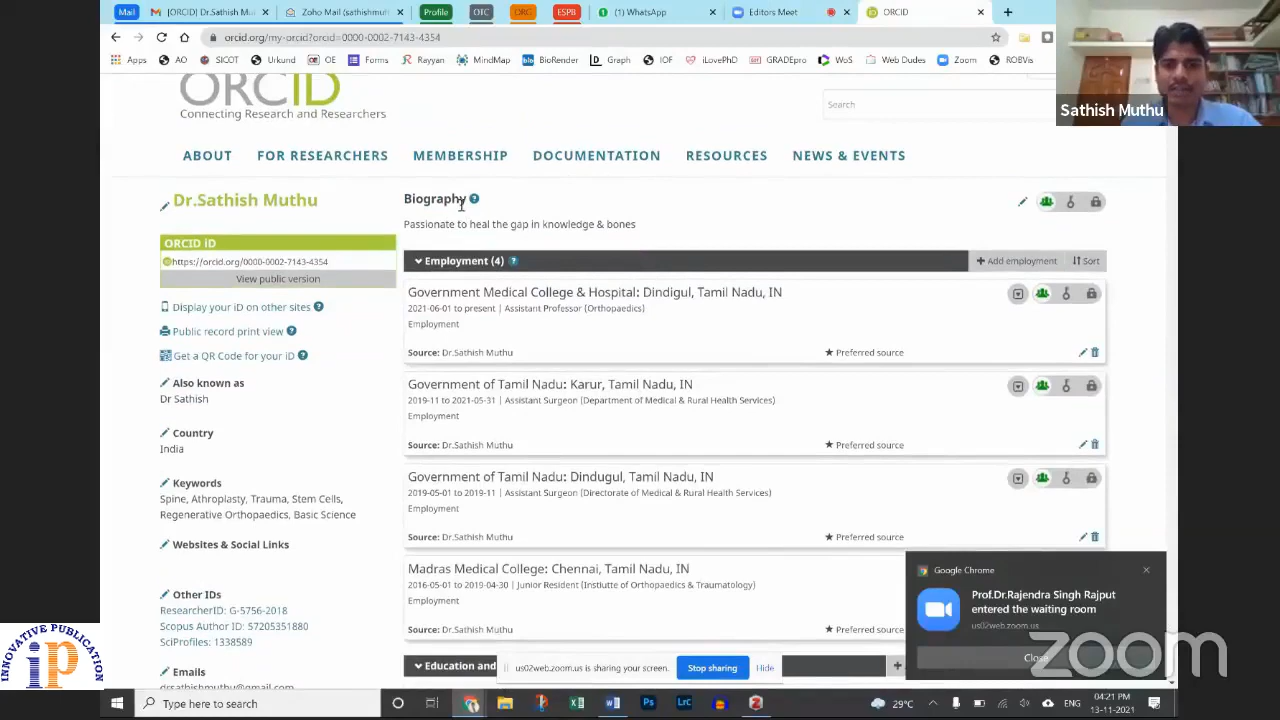 Mail
[ORCID] Your ORCID Mail
Zoho Mail (sathishmuthu
Profile
OTC
ORC
ESPB
(1) WhatsApp
Editors Meet
ORCID
orcid.org/my-orcid?orcid=0000-0002-7143-4354
Apps
AO
SICOT
Urkund
OE
Forms
Rayyan
MindMap
BioRender
Graph
IOF
iLovePhD
GRADEpro
WoS
Web Dudes
Zoom
ROBVis
Sathish Muthu
ORCID
Connecting Research and Researchers
Search
ABOUT FOR RESEARCHERS MEMBERSHIP DOCUMENTATION RESOURCES NEWS & EVENTS
Dr.Sathish Muthu
ORCID iD
https://orcid.org/0000-0002-7143-4354
View public version
Display your iD on other sites
Public record print view
Get a QR Code for your iD
Also known as
Dr Sathish
Country
India
Keywords
Spine, Athroplasty, Trauma, Stem Cells,
Regenerative Orthopaedics, Basic Science
Websites & Social Links
Other IDs
ResearcherID: G-5756-2018
Scopus Author ID: 57205351880
SciProfiles: 1338589
Emails
drsathishmuthu@gmail.com
Biography
Passionate to heal the gap in knowledge & bones
Employment (4)
Add employment
Sort
Government Medical College & Hospital: Dindigul, Tamil Nadu, IN
2021-06-01 to present | Assistant Professor (Orthopaedics)
Employment
Source: Dr.Sathish Muthu
Preferred source
Government of Tamil Nadu: Karur, Tamil Nadu, IN
2019-11 to 2021-05-31 | Assistant Surgeon (Department of Medical & Rural Health Services)
Employment
Source: Dr.Sathish Muthu
Preferred source
Government of Tamil Nadu: Dindugul, Tamil Nadu, IN
2019-05-01 to 2019-11 | Assistant Surgeon (Directorate of Medical & Rural Health Services)
Employment
Source: Dr.Sathish Muthu
Preferred source
Madras Medical College: Chennai, Tamil Nadu, IN
2016-05-01 to 2019-04-30 | Junior Resident (Instiutte of Orthopaedics & Traumatology)
Employment
Source: Dr.Sathish Muthu
Preferred source
Education and
us02web.zoom.us is sharing your screen.
Stop sharing
Hide
Google Chrome
Prof.Dr.Rajendra Singh Rajput
entered the waiting room
us02web.zoom.us
Close
zoom
INNOVATIVE PUBLICATION
ip
Type here to search
29°C
04:21 PM
13-11-2021